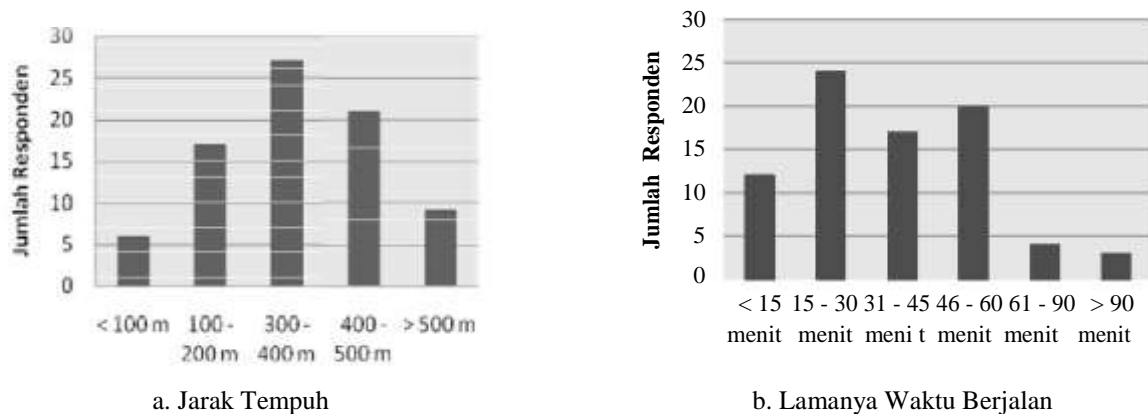 Jumlah Responden
30
25
20
15
10
5
0
< 100 m 100 - 300 - 400 - > 500 m
200 m 400 m 500 m
a. Jarak Tempuh
Jumlah Responden
30
25
20
15
10
5
0
< 15 15 - 30 31 - 45 46 - 60 61 - 90 > 90
menit menit meni t menit menit menit
b. Lamanya Waktu Berjalan